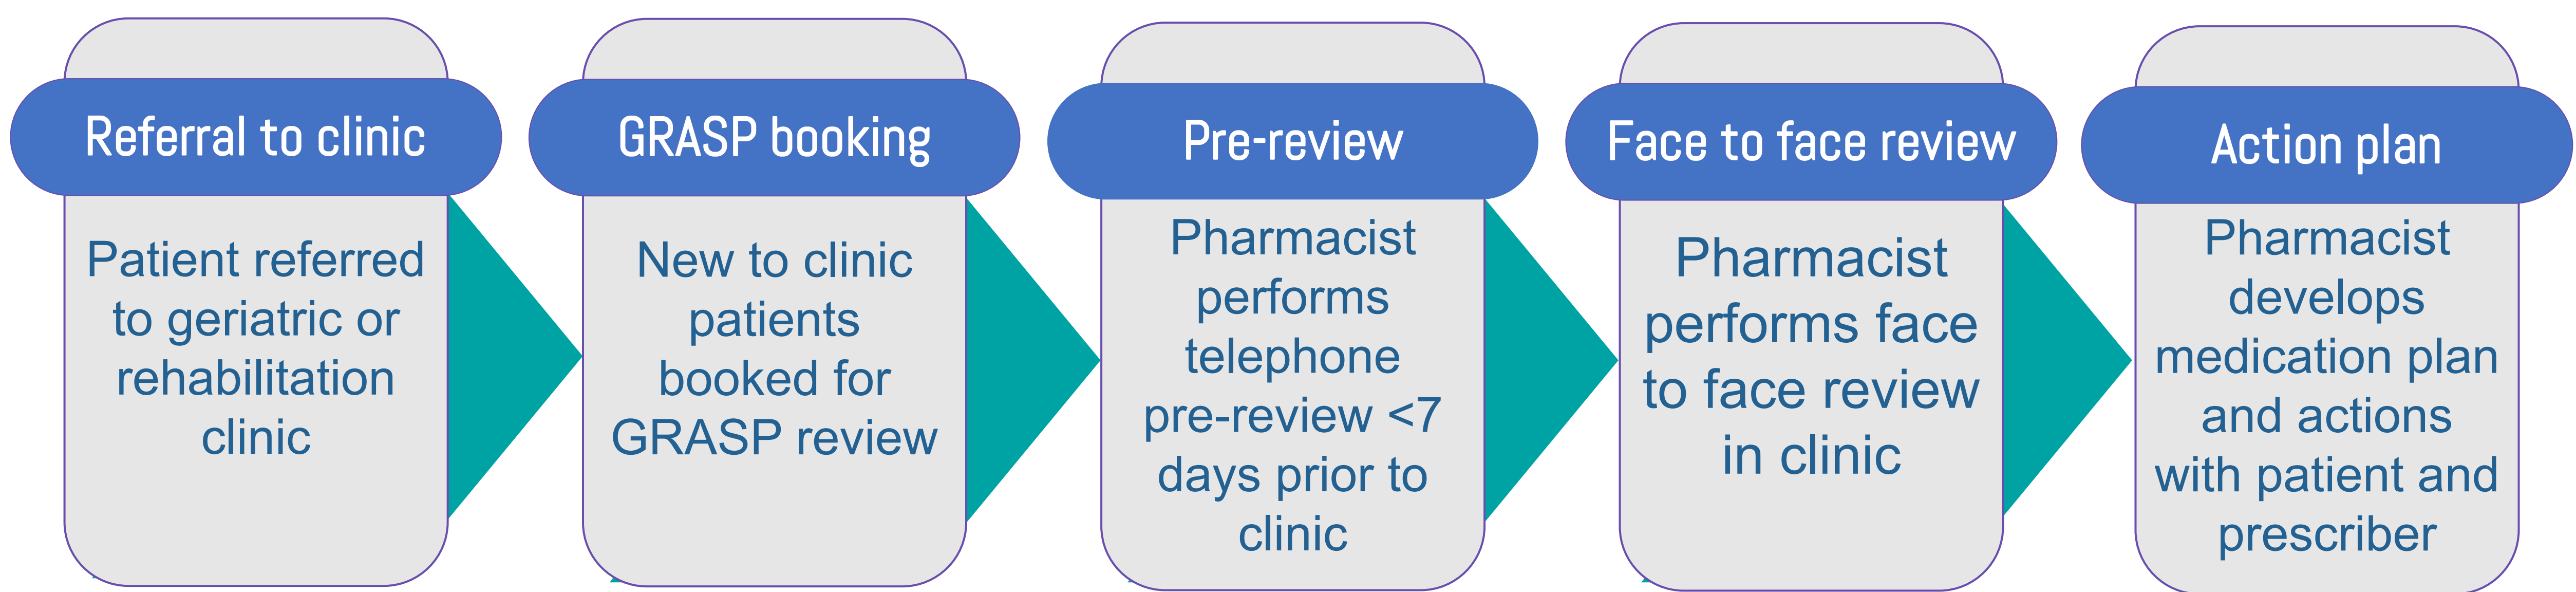 Referral to clinic
Patient referred
to geriatric or
rehabilitation
clinic
GRASP booking
New to clinic
patients
booked for
GRASP review
Pre-review
Pharmacist
performs
telephone
pre-review <7
days prior to
clinic
Face to face review
Pharmacist
performs face
to face review
in clinic
Action plan
Pharmacist
develops
medication plan
and actions
with patient and
prescriber